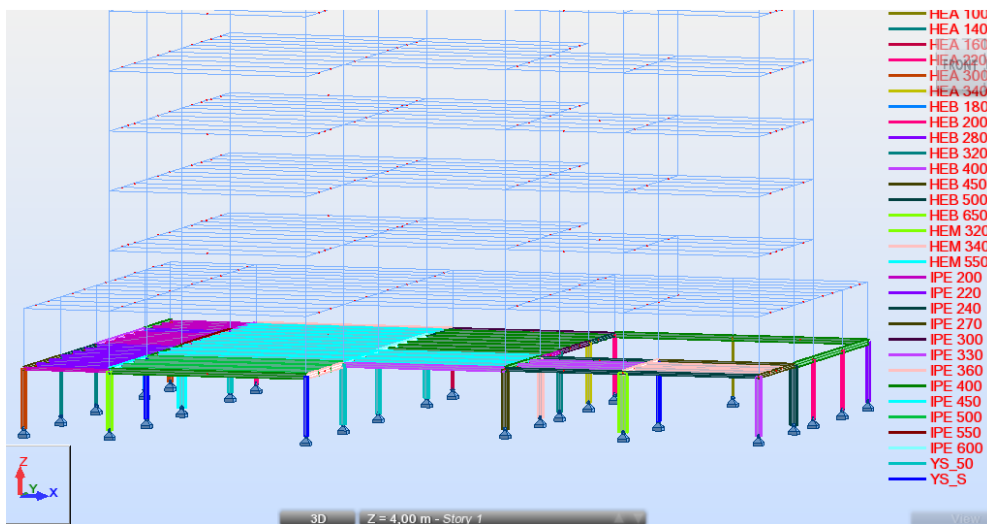 HEA 100
HEA 140
HEA 160
HEA 220
FRONT
HEA 300
HEA 340
HEB 180
HEB 200
HEB 280
HEB 320
HEB 400
HEB 450
HEB 500
HEB 650
HEM 320
HEM 340
HEM 550
IPE 200
IPE 220
IPE 240
IPE 270
IPE 300
IPE 330
IPE 360
IPE 400
IPE 450
IPE 500
IPE 550
IPE 600
YS_50
YS_S
Z
Y
X
3D
Z = 4,00 m - Story 1
View